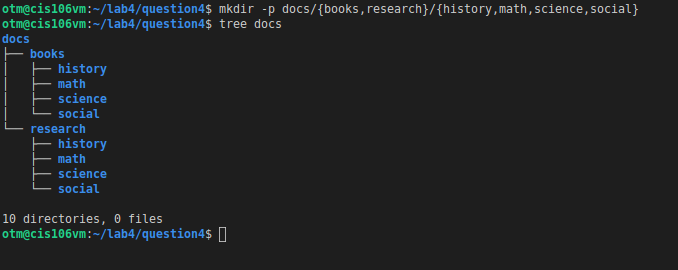 otm@cis106vm:~/lab4/question4$ mkdir -p docs/{books,research}/{history,math,science,social}
otm@cis106vm:~/lab4/question4$ tree docs
docs
├── books
│   ├── history
│   ├── math
│   ├── science
│   └── social
└── research
    ├── history
    ├── math
    ├── science
    └── social

10 directories, 0 files
otm@cis106vm:~/lab4/question4$